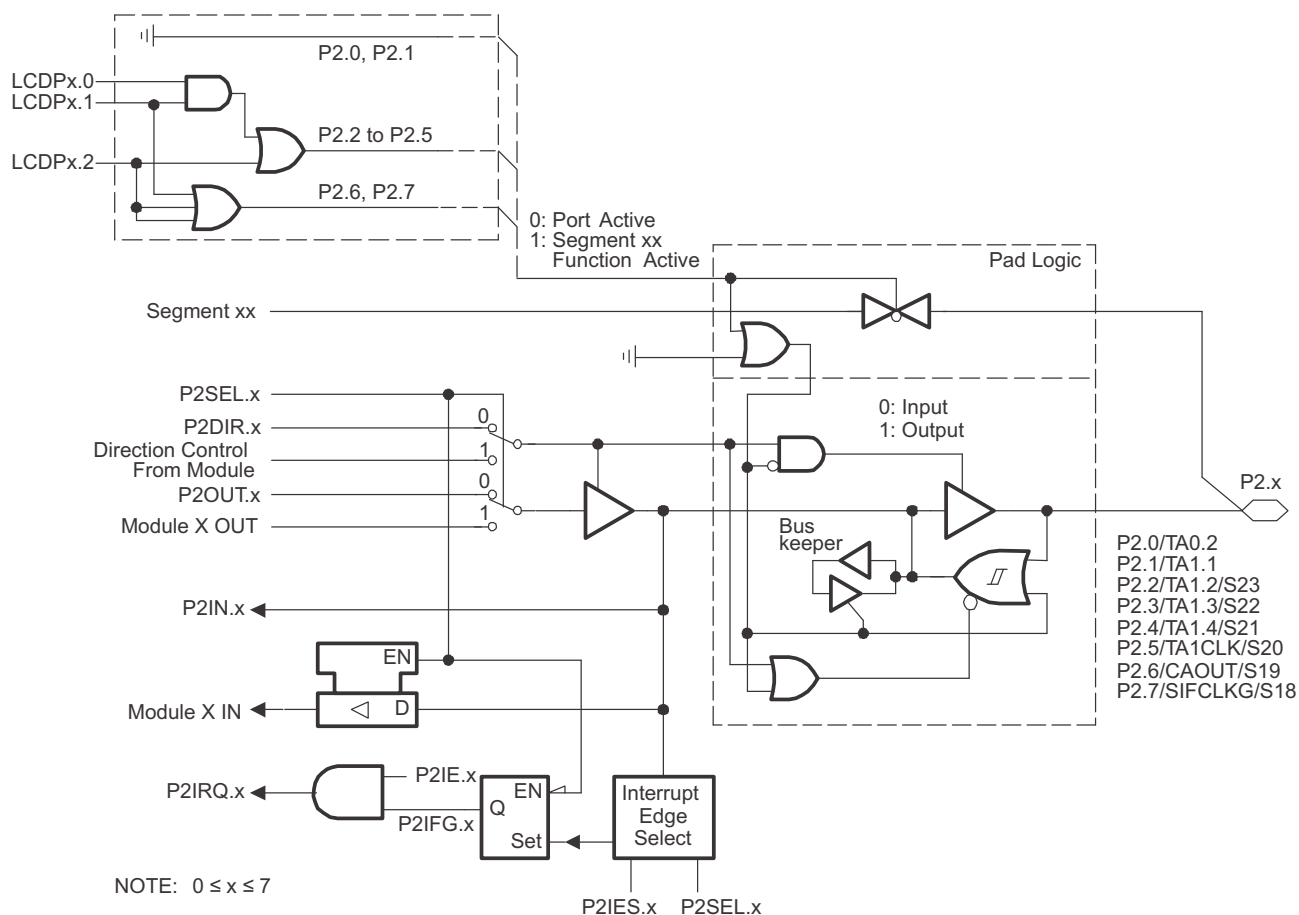 P2.0, P2.1
LCDPx.0
LCDPx.1
P2.2 to P2.5
LCDPx.2
P2.6, P2.7
0: Port Active
1: Segment xx
Function Active
Pad Logic
Segment xx
P2SEL.x
0: Input
1: Output
P2DIR.x
0
Direction Control
From Module
1
P2OUT.x
0
Module X OUT
1
P2.x
Bus
keeper
P2.0/TA0.2
P2.1/TA1.1
P2.2/TA1.2/S23
P2.3/TA1.3/S22
P2.4/TA1.4/S21
P2.5/TA1CLK/S20
P2.6/CAOUT/S19
P2.7/SIFCLKG/S18
P2IN.x
EN
D
Module X IN
P2IRQ.x
P2IE.x
P2IFG.x
EN
Q
Set
Interrupt
Edge
Select
NOTE: 0 ≤ x ≤ 7
P2IES.x
P2SEL.x